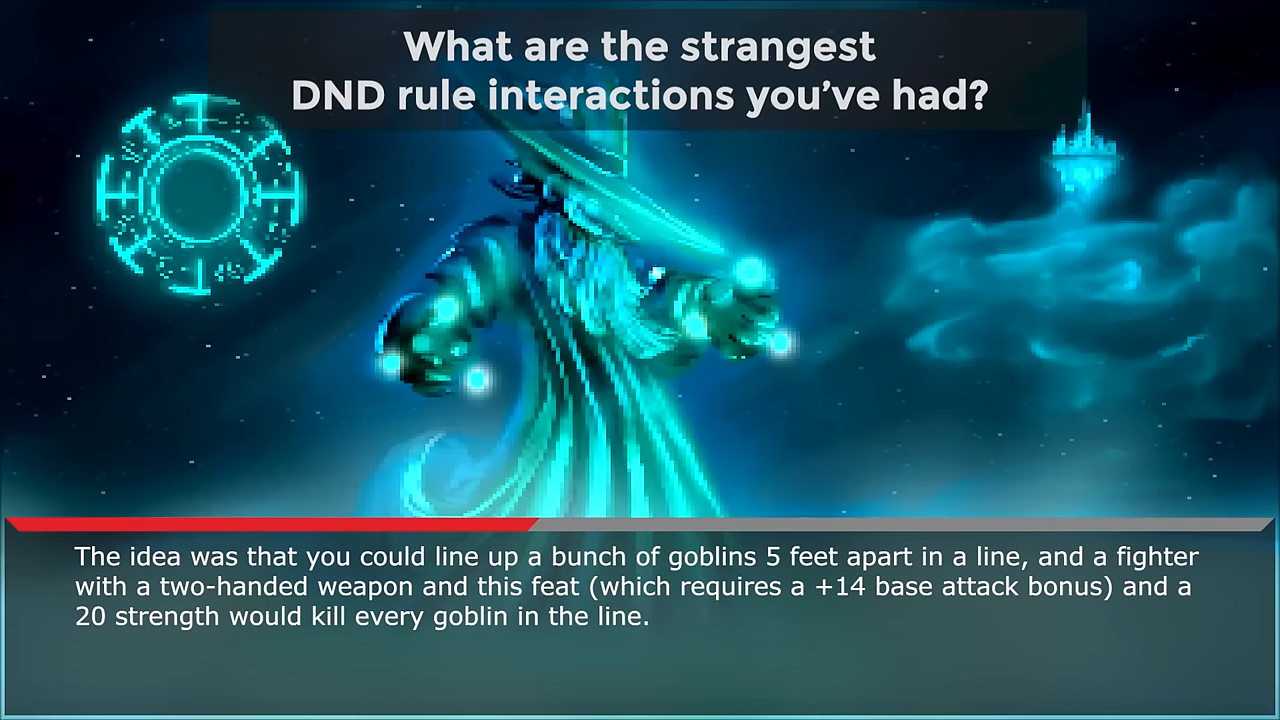 What are the strangest
DND rule interactions you’ve had?
The idea was that you could line up a bunch of goblins 5 feet apart in a line, and a fighter
with a two-handed weapon and this feat (which requires a +14 base attack bonus) and a
20 strength would kill every goblin in the line.